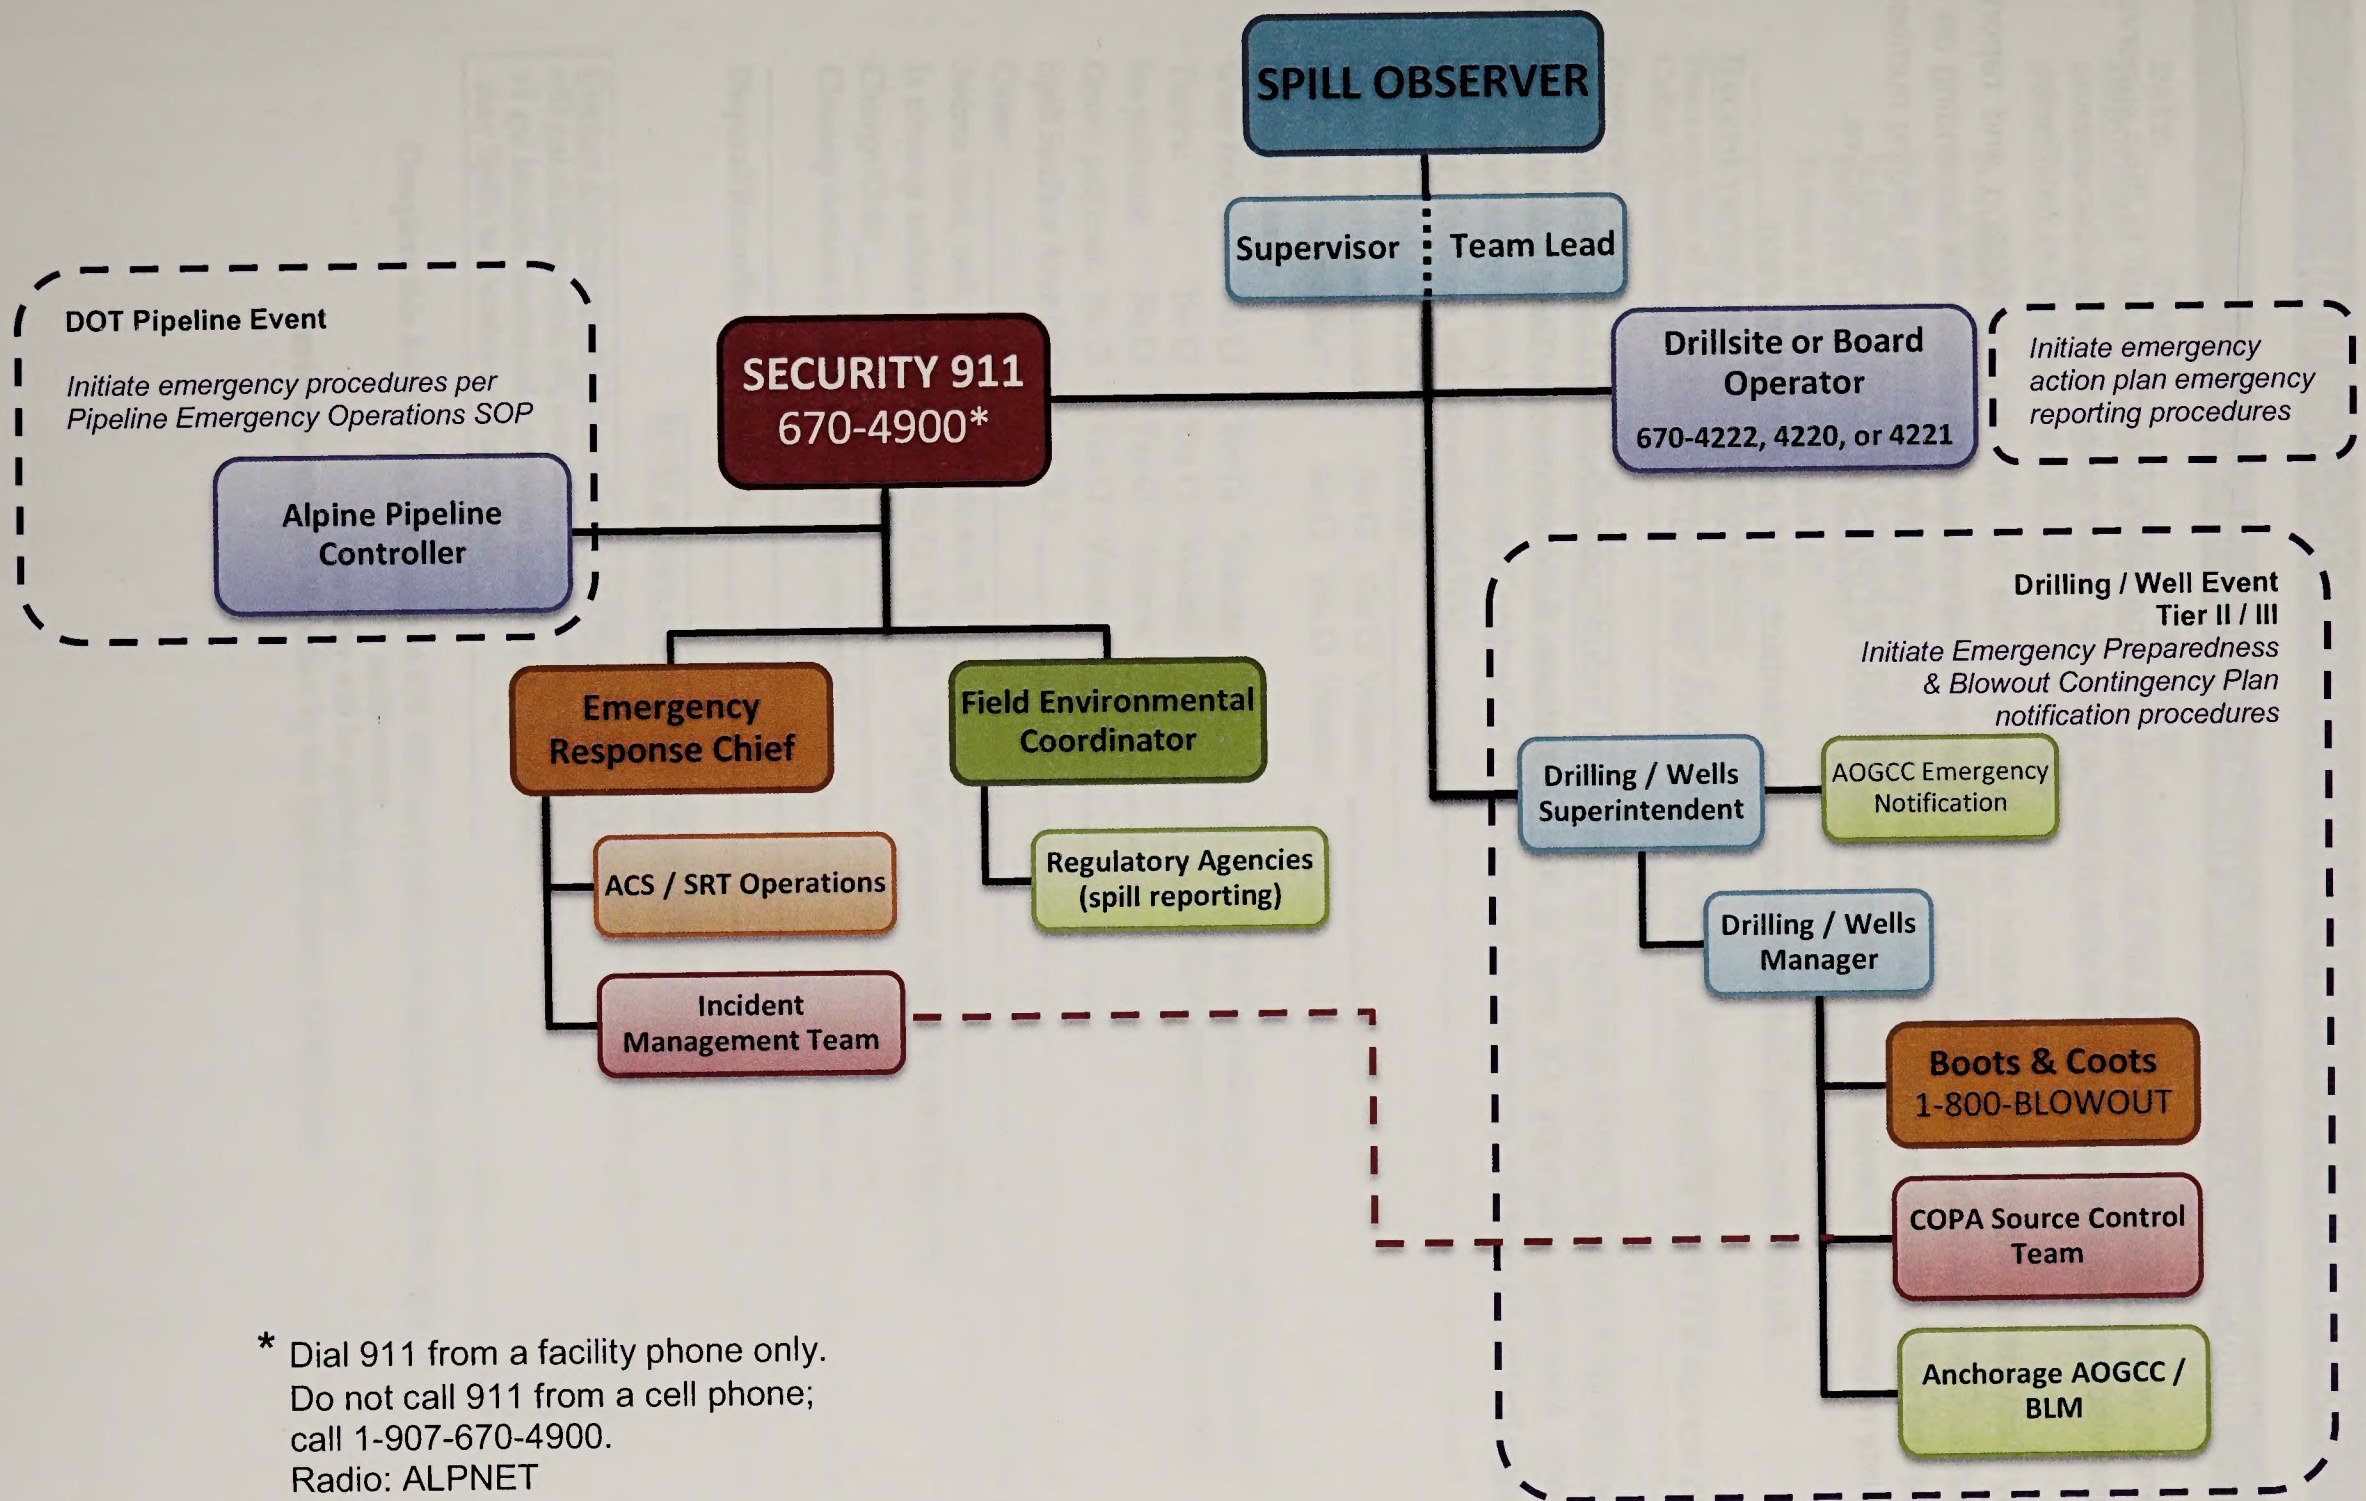 SPILL OBSERVER
Supervisor
Team Lead
DOT Pipeline Event
Initiate emergency procedures per
Pipeline Emergency Operations SOP
Alpine Pipeline
Controller
SECURITY 911
670-4900*
Drillsite or Board
Operator
670-4222, 4220, or 4221
Initiate emergency
action plan emergency
reporting procedures
Emergency
Response Chief
ACS / SRT Operations
Incident
Management Team
Field Environmental
Coordinator
Regulatory Agencies
(spill reporting)
Drilling / Well Event
Tier II / III
Initiate Emergency Preparedness
& Blowout Contingency Plan
notification procedures
Drilling / Wells
Superintendent
AOGCC Emergency
Notification
Drilling / Wells
Manager
Boots & Coots
1-800-BLOWOUT
COPA Source Control
Team
Anchorage AOGCC /
BLM
* Dial 911 from a facility phone only.
Do not call 911 from a cell phone;
call 1-907-670-4900.
Radio: ALPNET